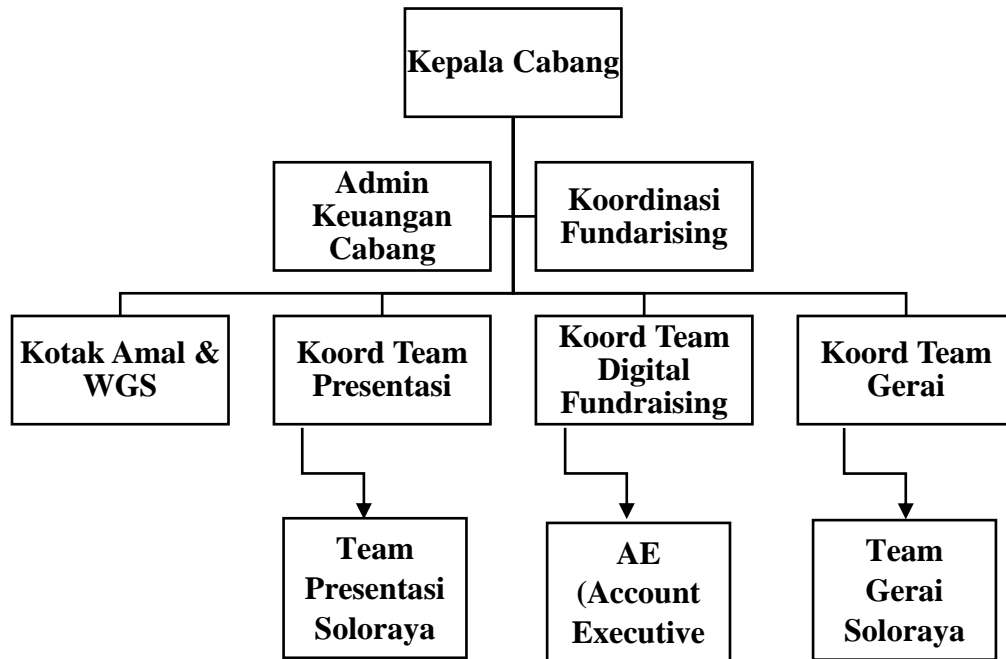 Kepala Cabang
Admin
Keuangan
Cabang
Koordinasi
Fundarising
Kotak Amal &
WGS
Koord Team
Presentasi
Koord Team
Digital
Fundraising
Koord Team
Gerai
Team
Presentasi
Soloraya
AE
(Account
Executive
Team
Gerai
Soloraya